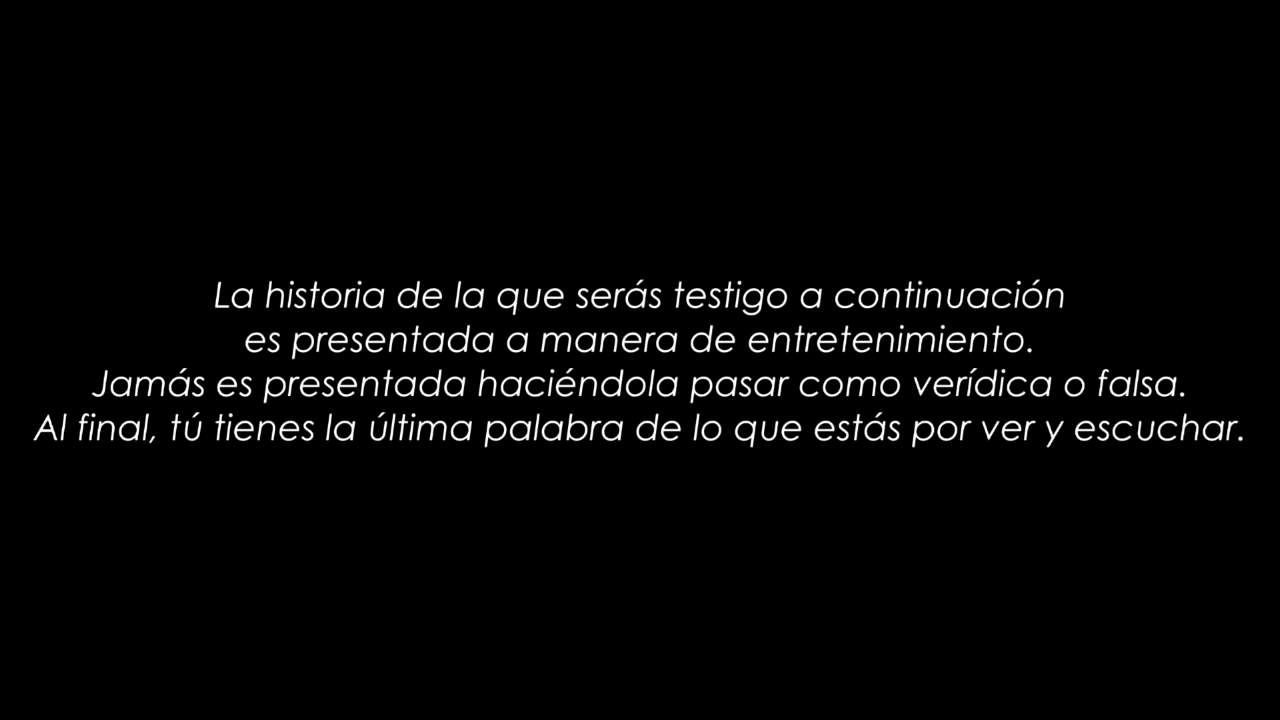 La historia de la que serás testigo a continuación
es presentada a manera de entretenimiento.
Jamás es presentada haciéndola pasar como verídica o falsa.
Al final, tú tienes la última palabra de lo que estás por ver y escuchar.